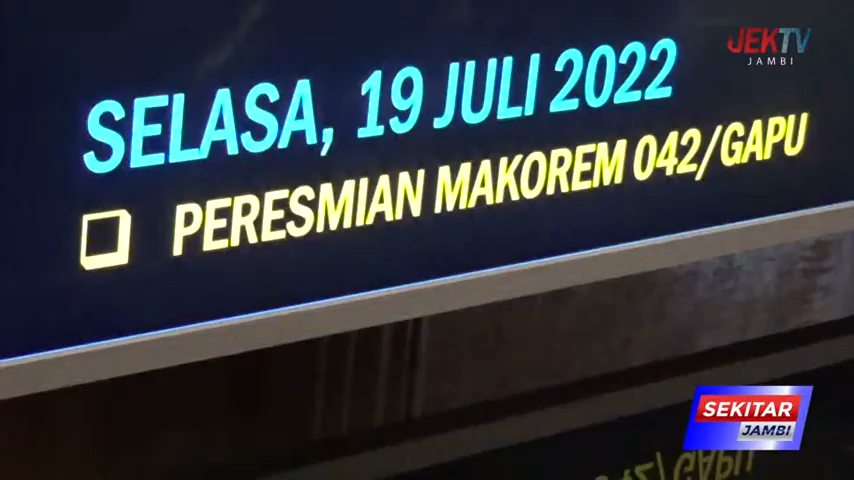 JEKTV
JAMBI
SELASA, 19 JULI 2022
❑ PERESMIAN MAKOREM 042/GAPU
SEKITAR
JAMBI